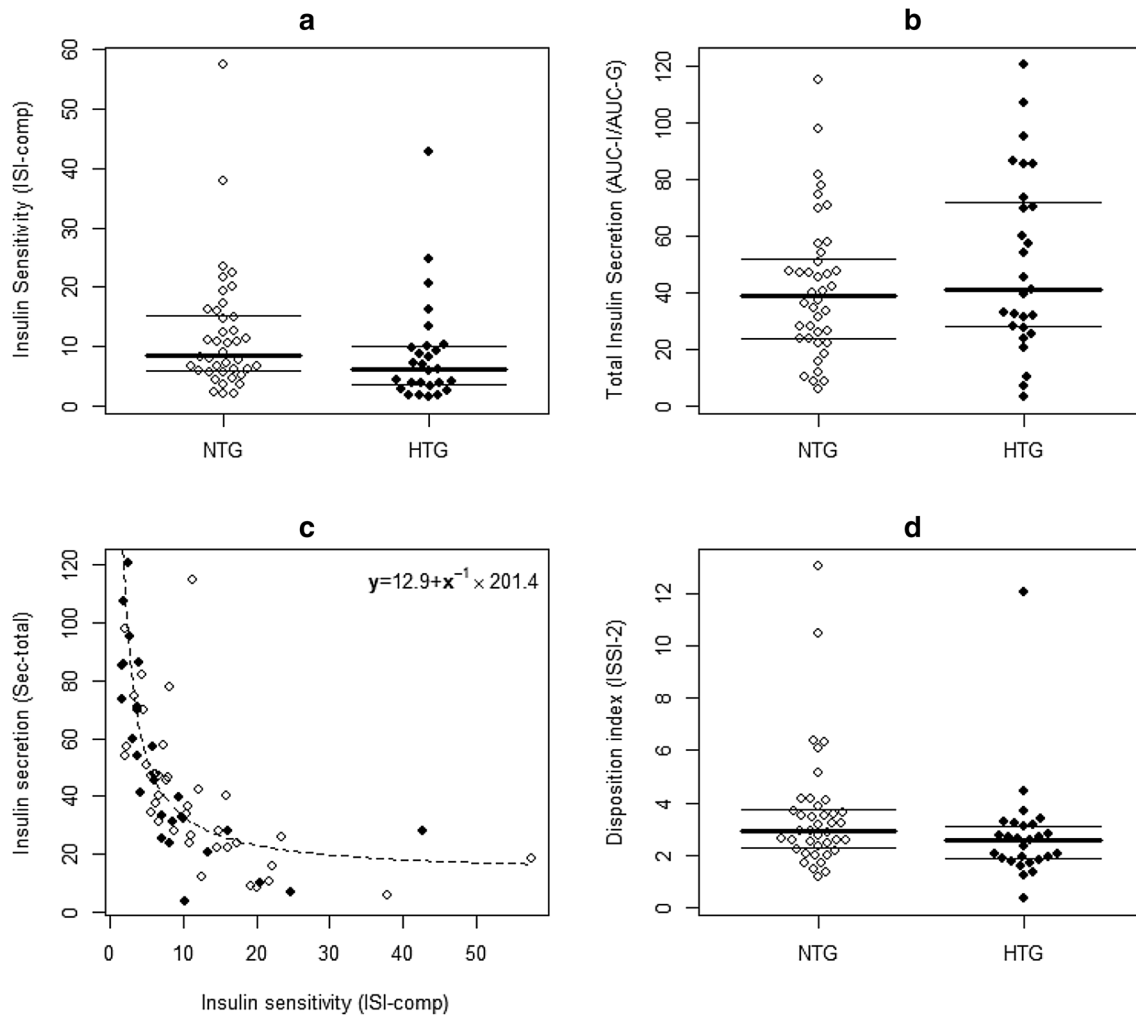 a
Insulin Sensitivity (ISI-comp)
60
50
40
30
20
10
0
NTG HTG
b
Total Insulin Secretion (AUC-I/AUC-G)
120
100
80
60
40
20
0
NTG HTG
c
Insulin secretion (Sec-total)
120
100
80
60
40
20
0
y=12.9+x⁻¹ × 201.4
0 10 20 30 40 50
Insulin sensitivity (ISI-comp)
d
Disposition index (ISSI-2)
12
10
8
6
4
2
0
NTG HTG